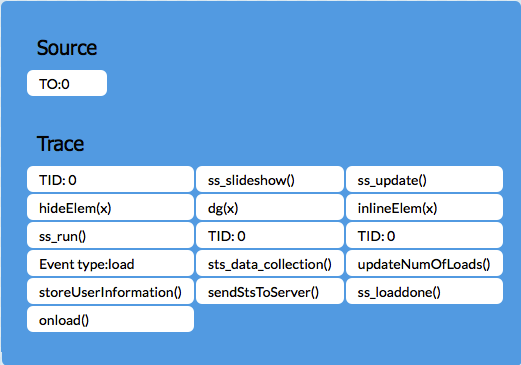 Source
TO:0
Trace
TID: 0 ss_slideshow() ss_update()
hideElem(x) dg(x) inlineElem(x)
ss_run() TID: 0 TID: 0
Event type:load sts_data_collection() updateNumOfLoads()
storeUserInformation() sendStsToServer() ss_loaddone()
onload()